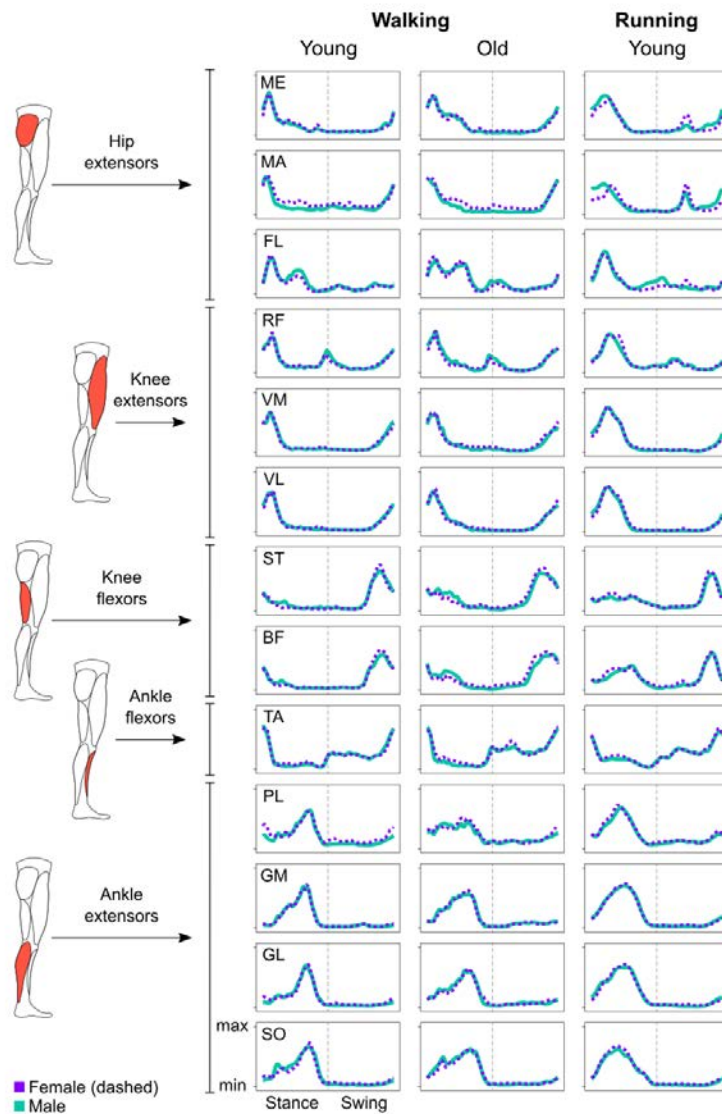 Walking Running
Young Old Young
ME
Hip
extensors
MA
FL
RF
Knee
extensors
VM
VL
ST
Knee
flexors
BF
Ankle
flexors
TA
PL
GM
Ankle
extensors
GL
max
SO
min
Female (dashed)
Male
Stance Swing